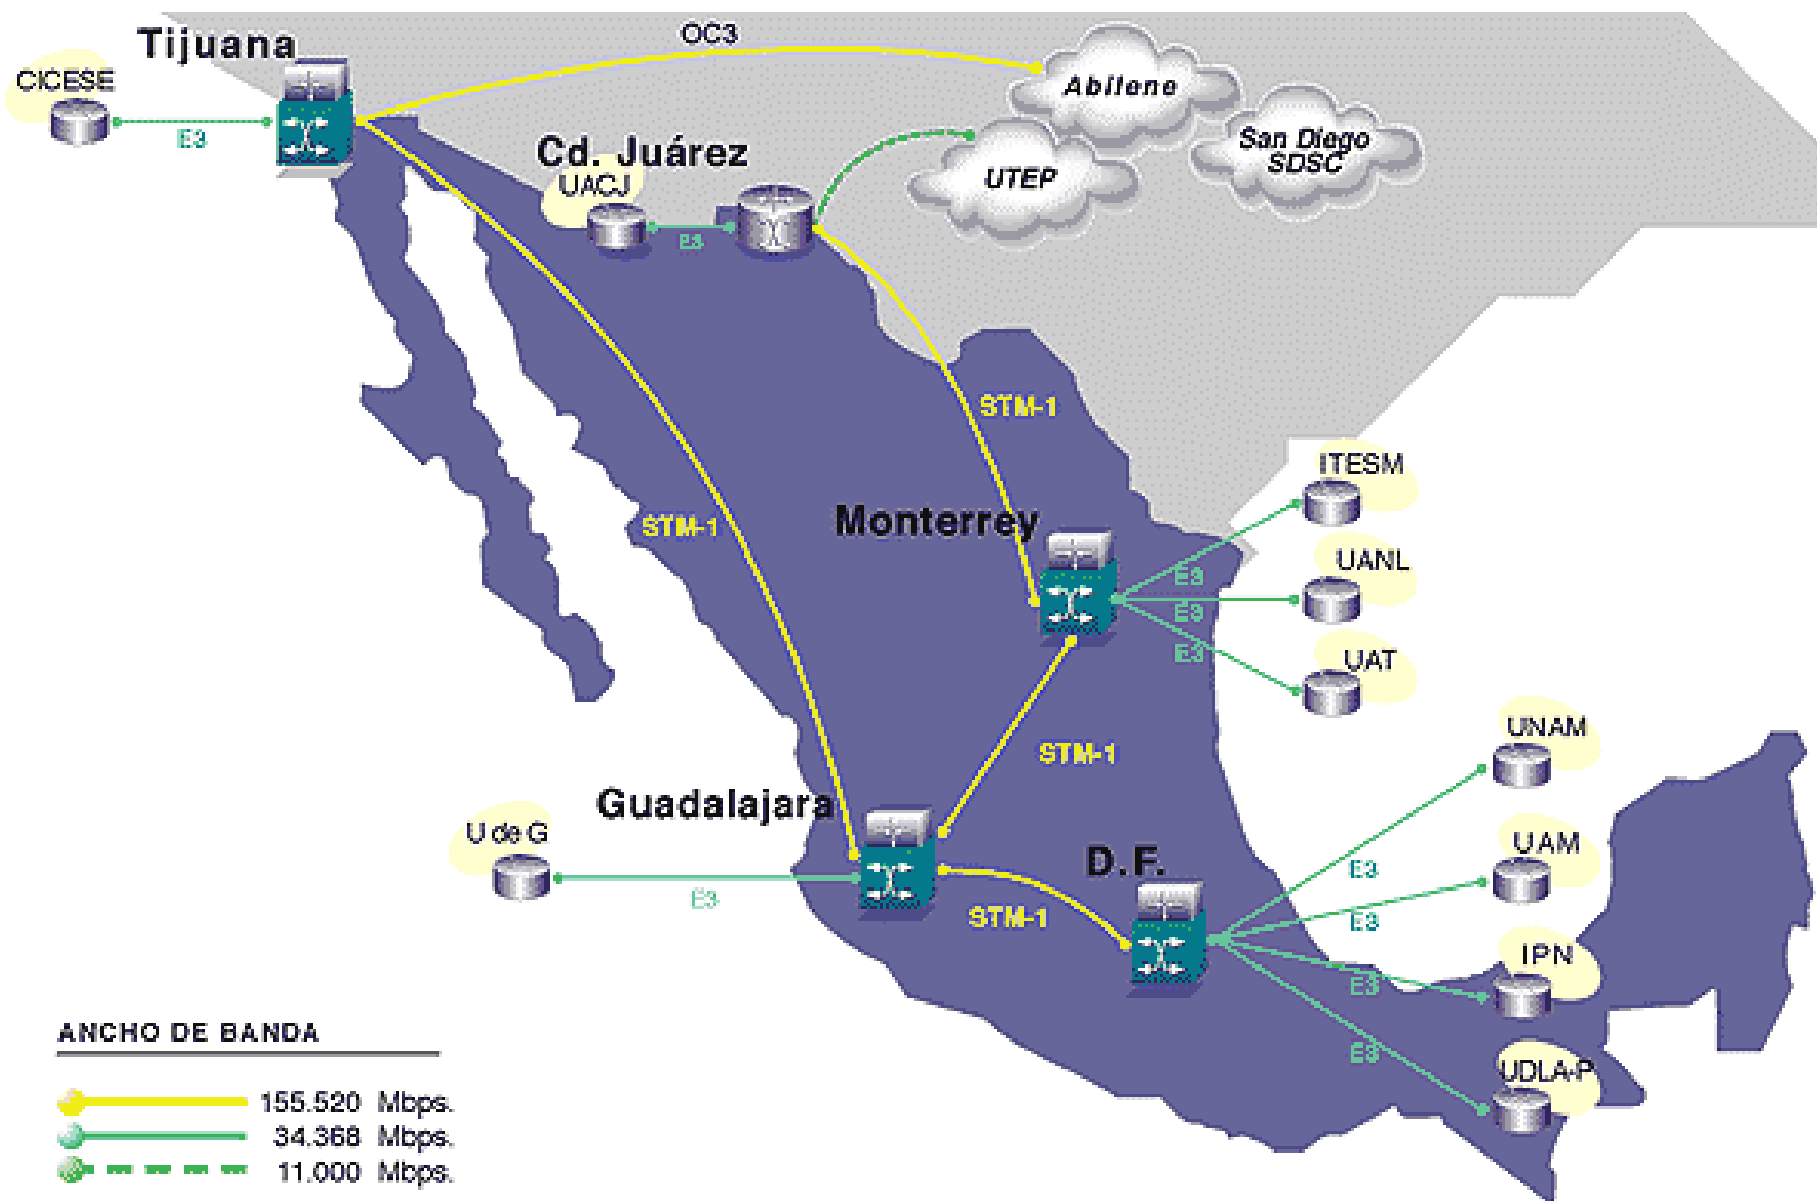 Tijuana
OC3
CICESE
E3
Abilene
San Diego
SDSC
UTEP
Cd. Juárez
UACJ
E3
STM-1
STM-1
Monterrey
ITESM
UANL
UAT
E3
E3
E3
STM-1
Guadalajara
U de G
E3
STM-1
D.F.
UNAM
UAM
IPN
UDLA-P
E3
E3
E3
E3
ANCHO DE BANDA
155.520 Mbps.
34.368 Mbps.
11.000 Mbps.